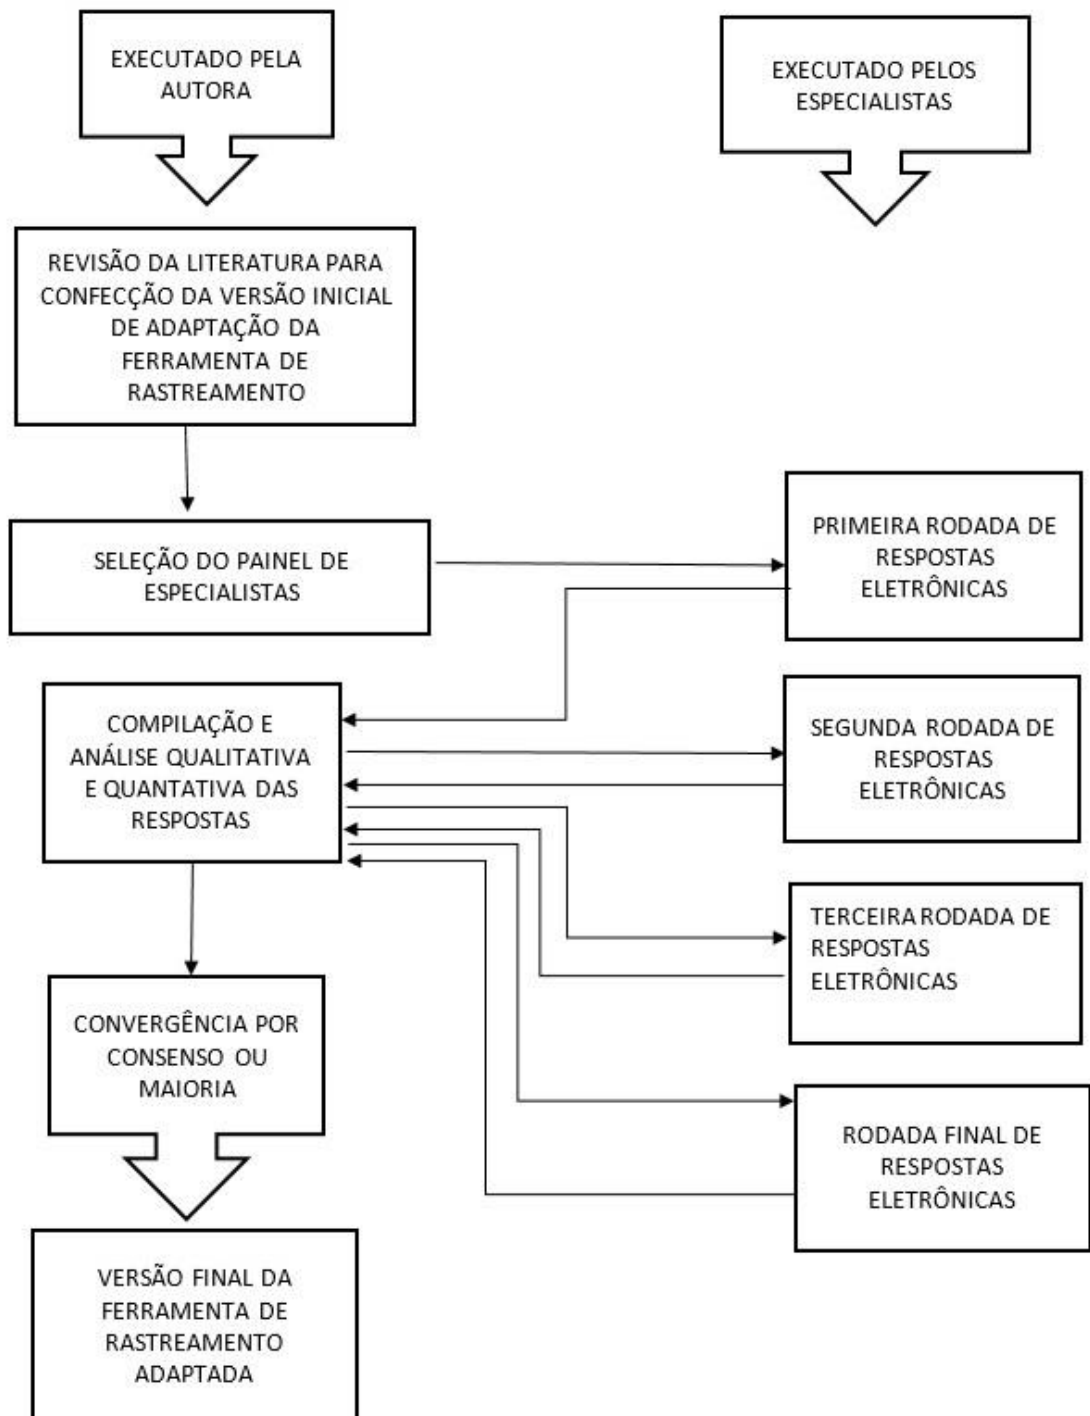 EXECUTADO PELA
AUTORA
EXECUTADO PELOS
ESPECIALISTAS
REVISÃO DA LITERATURA PARA
CONFECÇÃO DA VERSÃO INICIAL
DE ADAPTAÇÃO DA
FERRAMENTA DE
RASTREAMENTO
SELEÇÃO DO PAINEL DE
ESPECIALISTAS
PRIMEIRA RODADA DE
RESPOSTAS
ELETRÔNICAS
COMPILAÇÃO E
ANÁLISE QUALITATIVA
E QUANTATIVA DAS
RESPOSTAS
SEGUNDA RODADA DE
RESPOSTAS
ELETRÔNICAS
TERCEIRA RODADA DE
RESPOSTAS
ELETRÔNICAS
CONVERGÊNCIA POR
CONSENSO OU
MAIORIA
RODADA FINAL DE
RESPOSTAS
ELETRÔNICAS
VERSÃO FINAL DA
FERRAMENTA DE
RASTREAMENTO
ADAPTADA